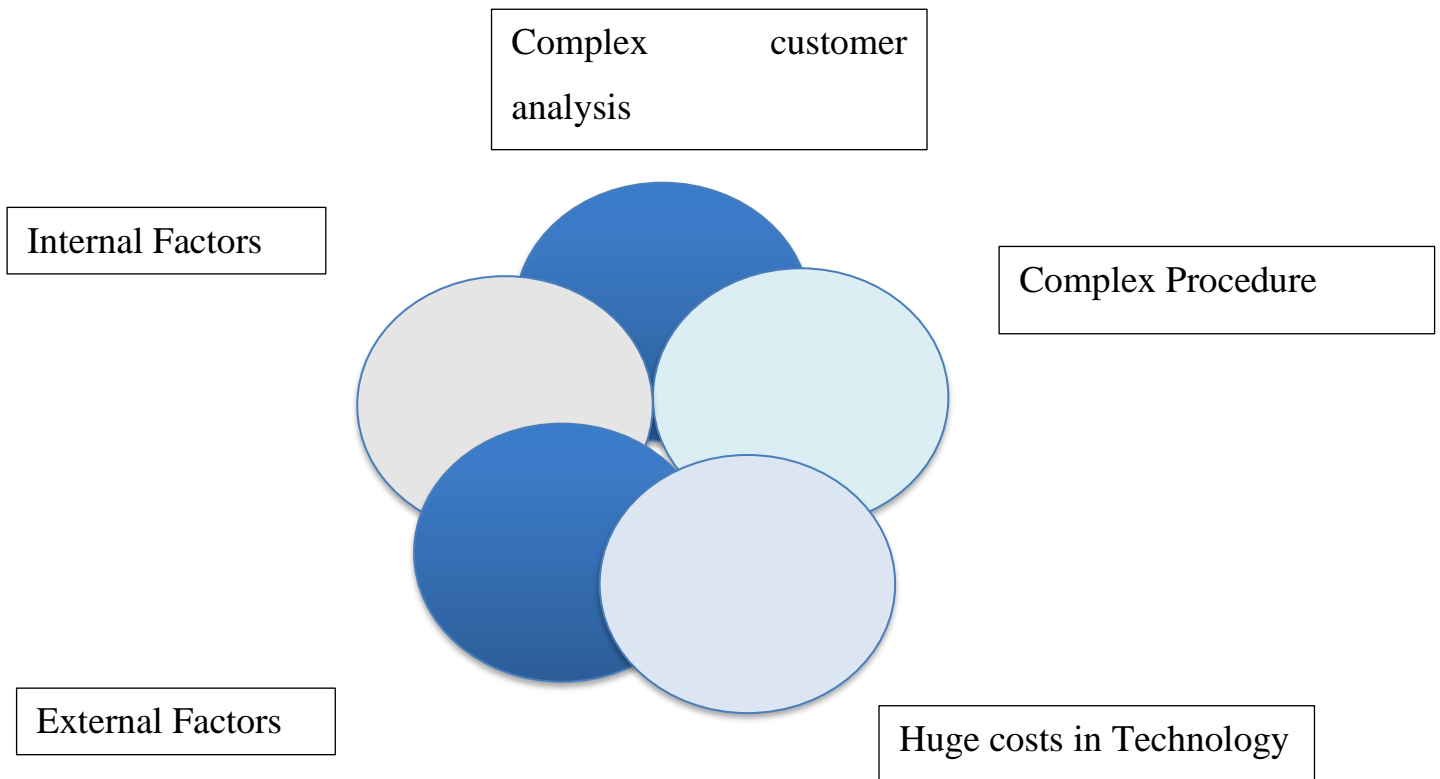 Complex customer
analysis
Internal Factors
Complex Procedure
External Factors
Huge costs in Technology